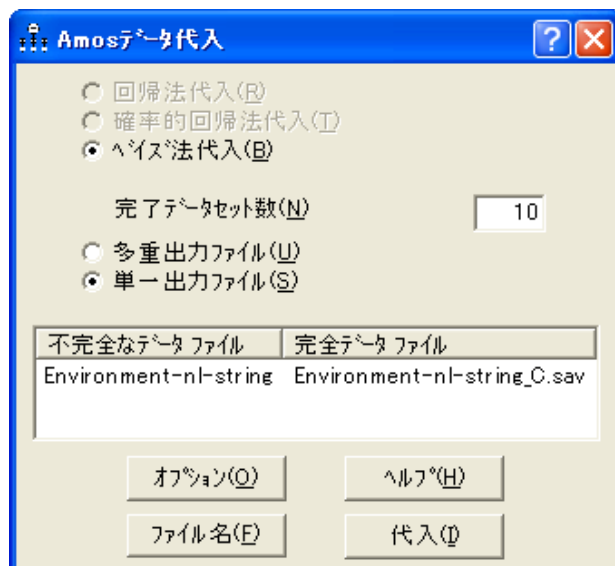 Amosﾃﾞｰﾀ代入
回帰法代入(R)
確率的回帰法代入(T)
ﾍﾞｲｽﾞ法代入(B)
完了ﾃﾞｰﾀｾｯﾄ数(N) 10
多重出力ﾌｧｲﾙ(U)
単一出力ﾌｧｲﾙ(S)
不完全なﾃﾞｰﾀ ﾌｧｲﾙ 完全ﾃﾞｰﾀ ﾌｧｲﾙ
Environment-nl-string Environment-nl-string_C.sav
ｵﾌﾟｼｮﾝ(O) ﾍﾙﾌﾟ(H)
ﾌｧｲﾙ名(F) 代入(I)